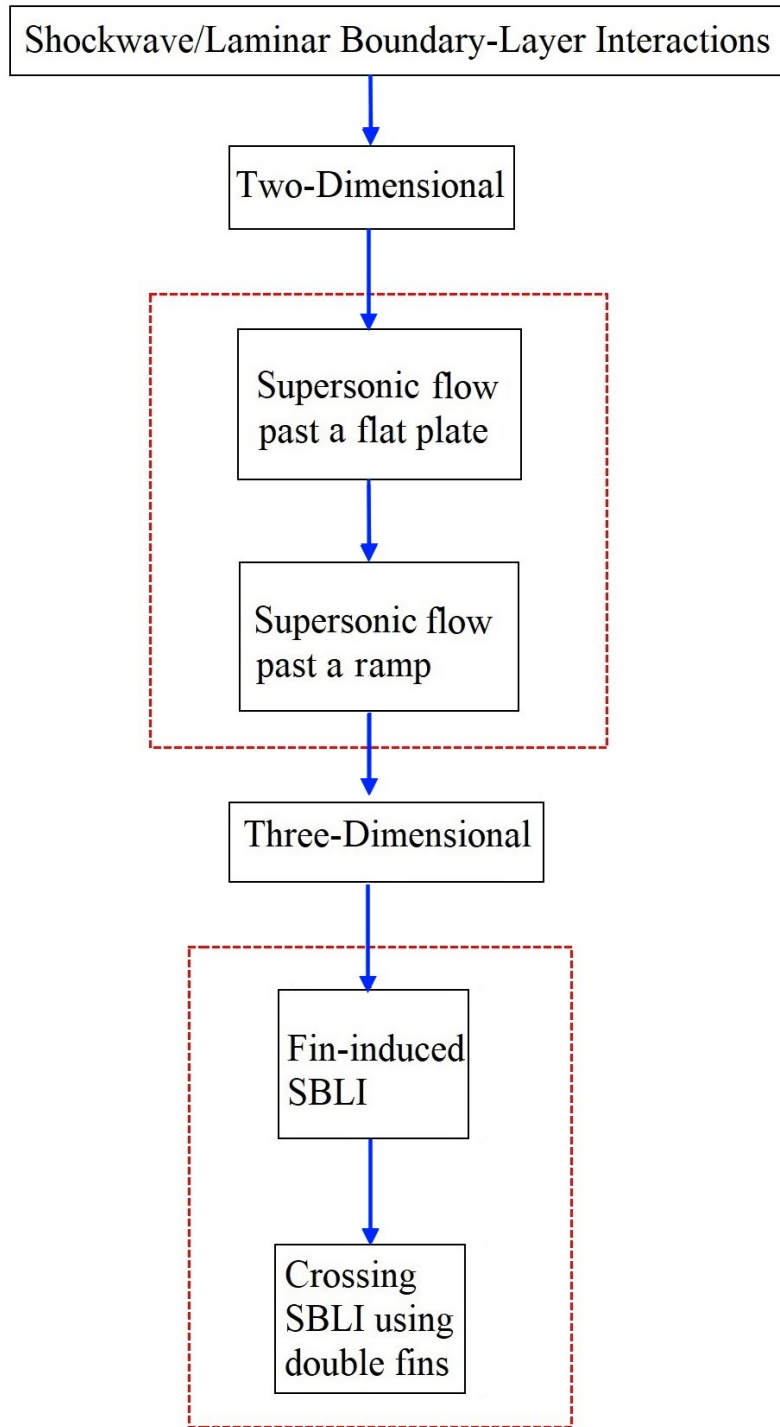 Shockwave/Laminar Boundary-Layer Interactions
Two-Dimensional
Supersonic flow
past a flat plate
Supersonic flow
past a ramp
Three-Dimensional
Fin-induced
SBLI
Crossing
SBLI using
double fins